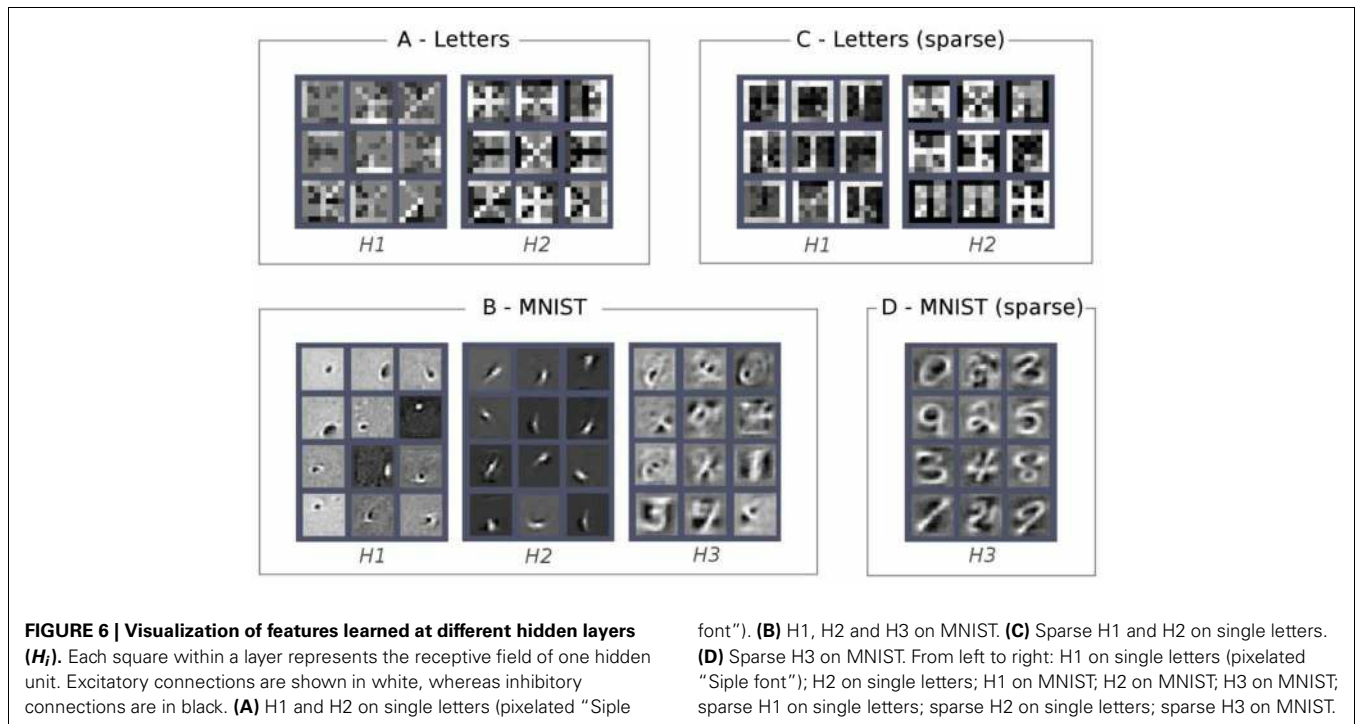 A - Letters
C - Letters (sparse)
H1
H2
H1
H2
B - MNIST
D - MNIST (sparse)
H1
H2
H3
H3
FIGURE 6 | Visualization of features learned at different hidden layers
(Hi). Each square within a layer represents the receptive field of one hidden
unit. Excitatory connections are shown in white, whereas inhibitory
connections are in black. (A) H1 and H2 on single letters (pixelated “Siple
font”). (B) H1, H2 and H3 on MNIST. (C) Sparse H1 and H2 on single letters.
(D) Sparse H3 on MNIST. From left to right: H1 on single letters (pixelated
“Siple font”); H2 on single letters; H1 on MNIST; H2 on MNIST; H3 on MNIST;
sparse H1 on single letters; sparse H2 on single letters; sparse H3 on MNIST.